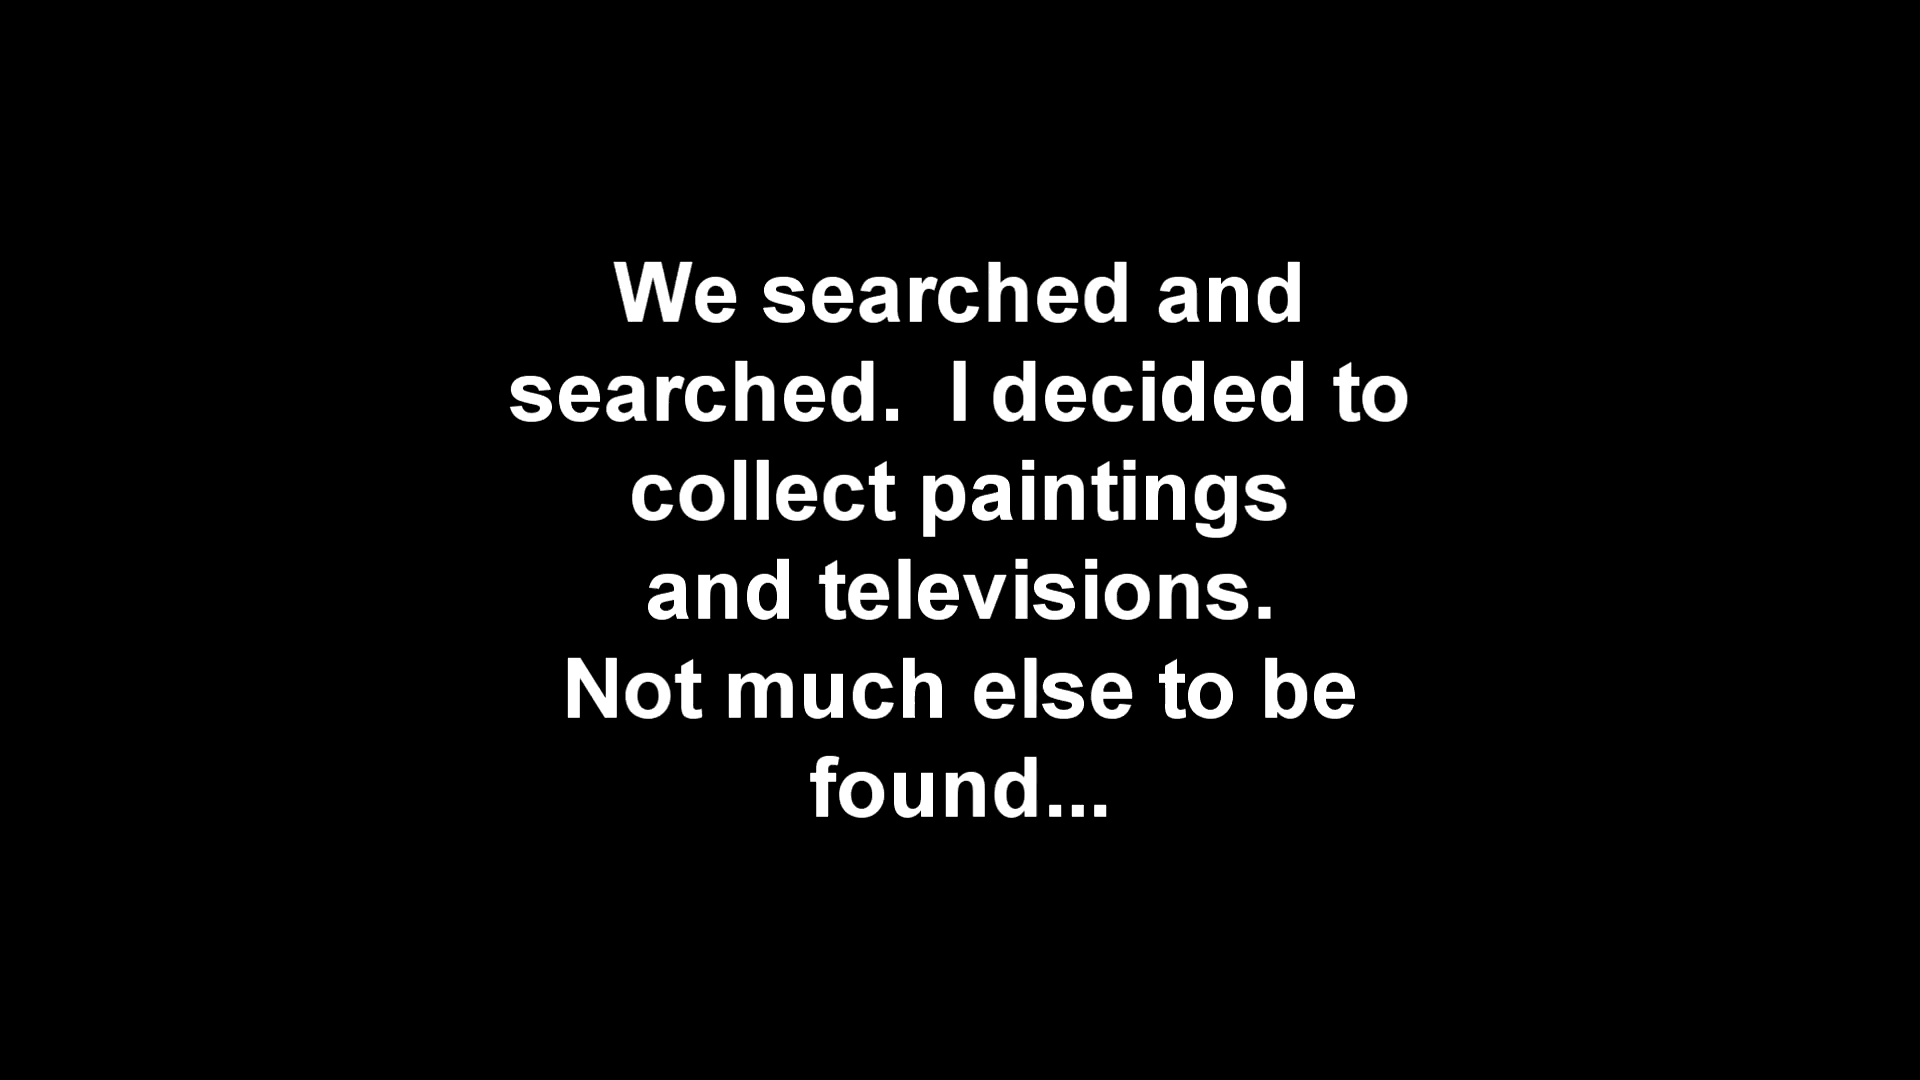 We searched and
searched.  I decided to
collect paintings
and televisions.
Not much else to be
found...